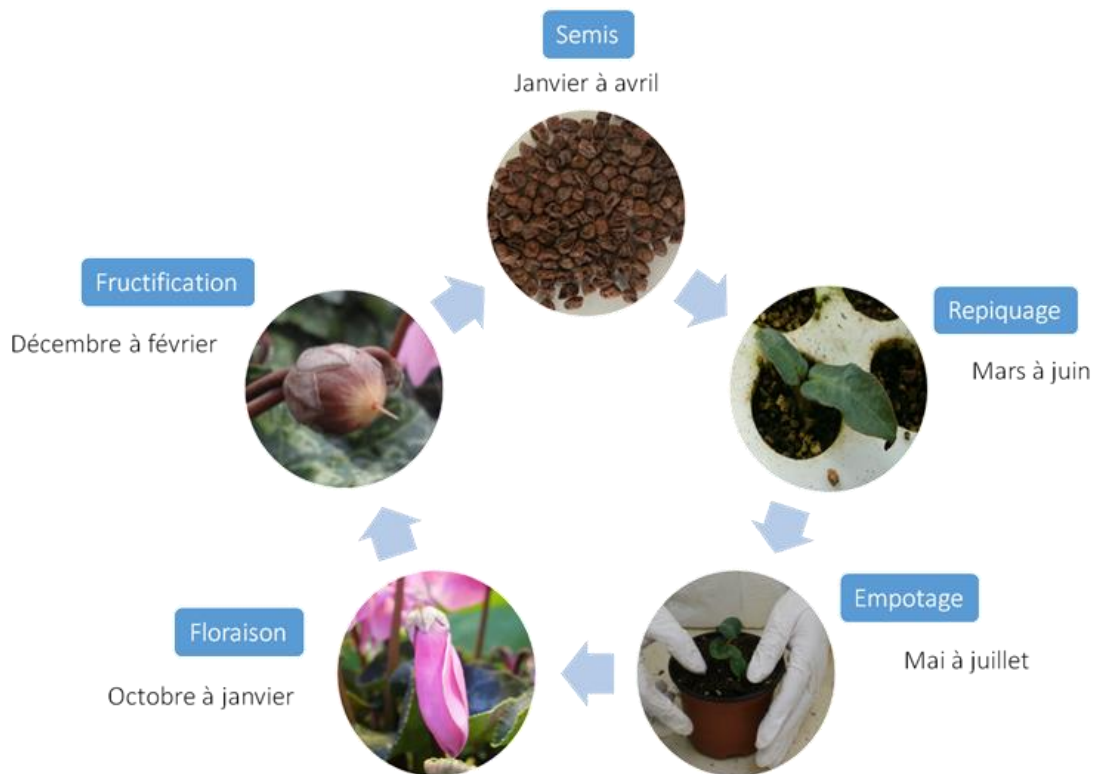 Semis
Janvier à avril
Repiquage
Mars à juin
Empotage
Mai à juillet
Floraison
Octobre à janvier
Fructification
Décembre à février